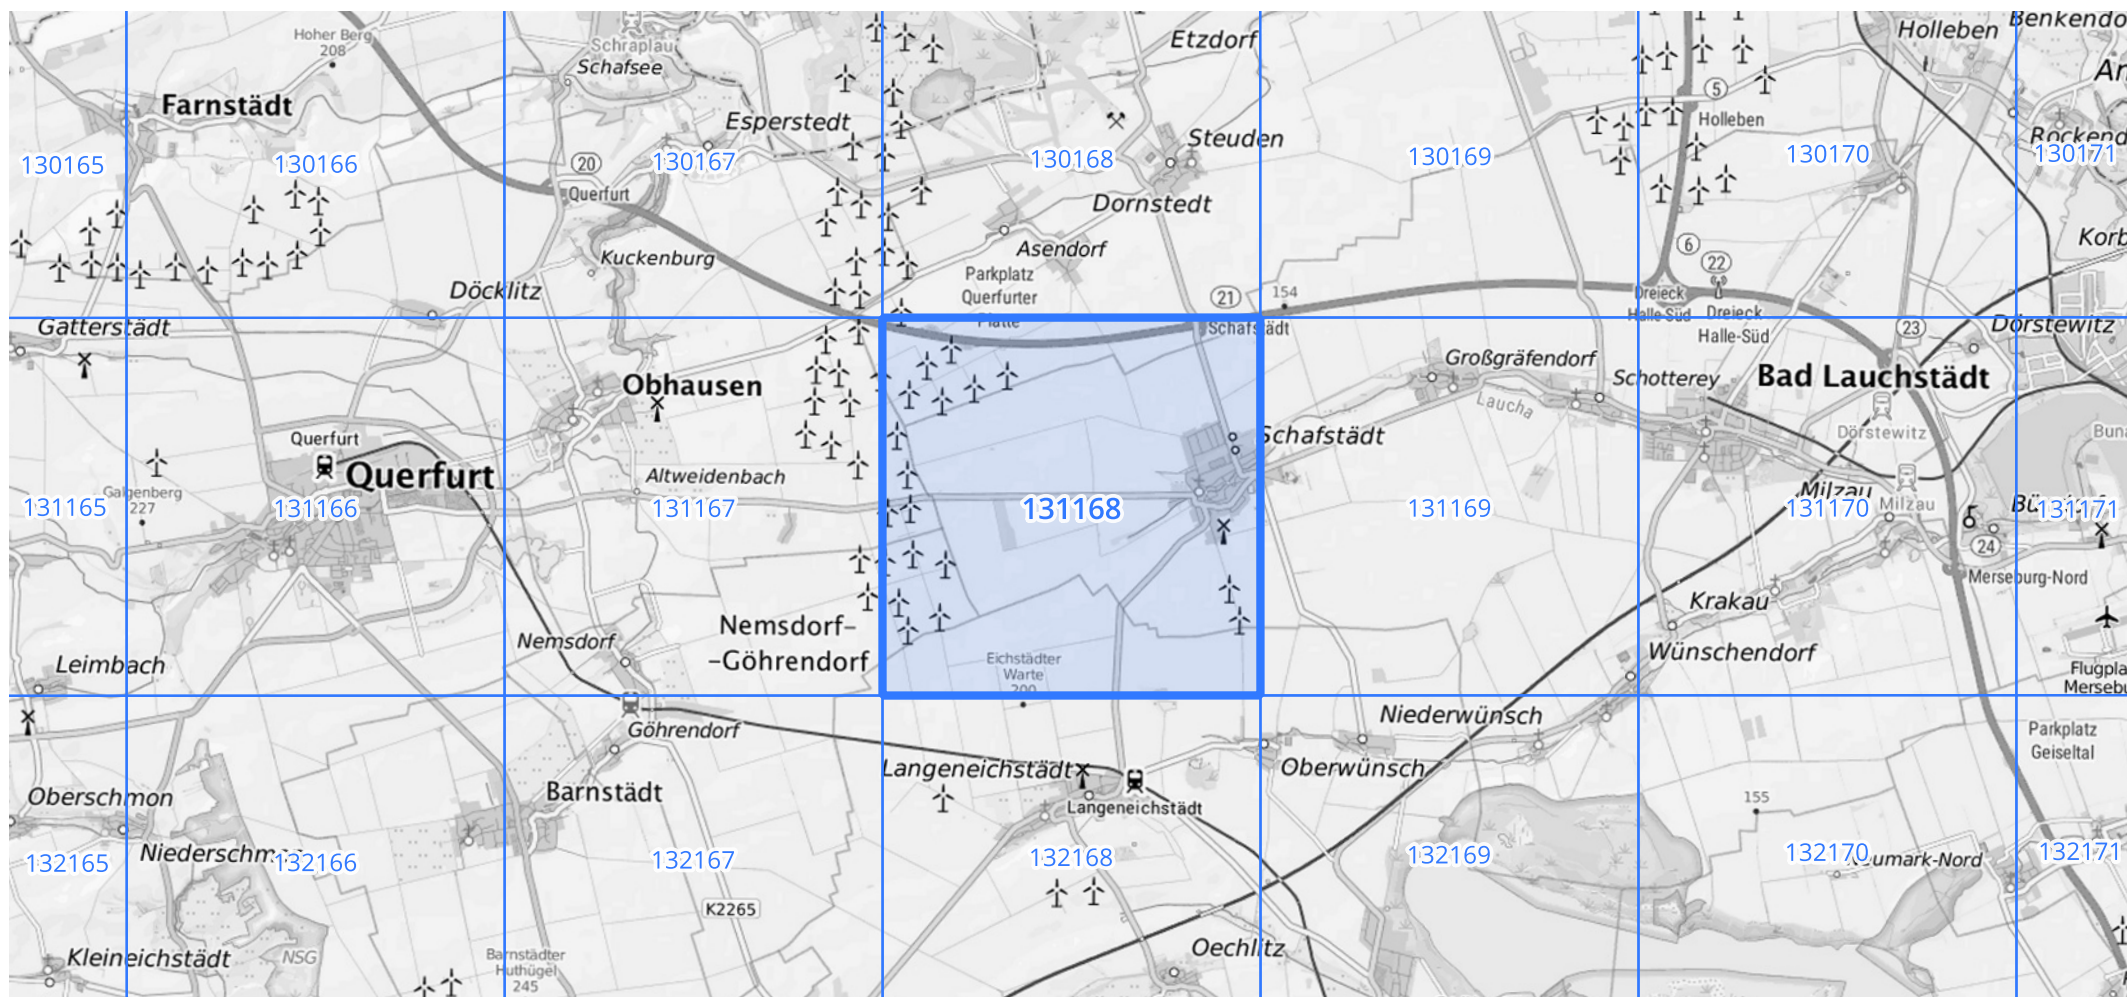 Hoher Berg
208
Schraplau
Schafsee
Etzdorf
Holleben
Farnstädt
Esperstedt
Steuden
5
Holleben
130165
130166
20
130167
130168
130169
130170
130171
Querfurt
Dornstedt
Kuckenburg
Asendorf
6
22
Döcklitz
Parkplatz
Querfurter
Platte
21
154
Dreieck
Halle-Süd
Dreieck
Halle-Süd
Gatterstädt
Schafstädt
23
Dörstewitz
Obhausen
Großgräfendorf
Schotterey
Bad Lauchstädt
Laucha
Querfurt
Querfurt
Schafstädt
Dörstewitz
Altweidenbach
Galgenberg
227
Milzau
Milzau
131165
131166
131167
131168
131169
131170
131171
24
Merseburg-Nord
Nemsdorf
Nemsdorf-
-Göhrendorf
Krakau
Leimbach
Eichstädter
Warte
200
Wünschendorf
Göhrendorf
Niederwünsch
Parkplatz
Geiseltal
Langeneichstädt
Oberwünsch
Oberschmon
Barnstädt
Langeneichstädt
155
132165
132166
132167
132168
132169
132170
132171
K2265
Kleineichstädt
NSG
Barnstädter
Huthügel
245
Oechlitz